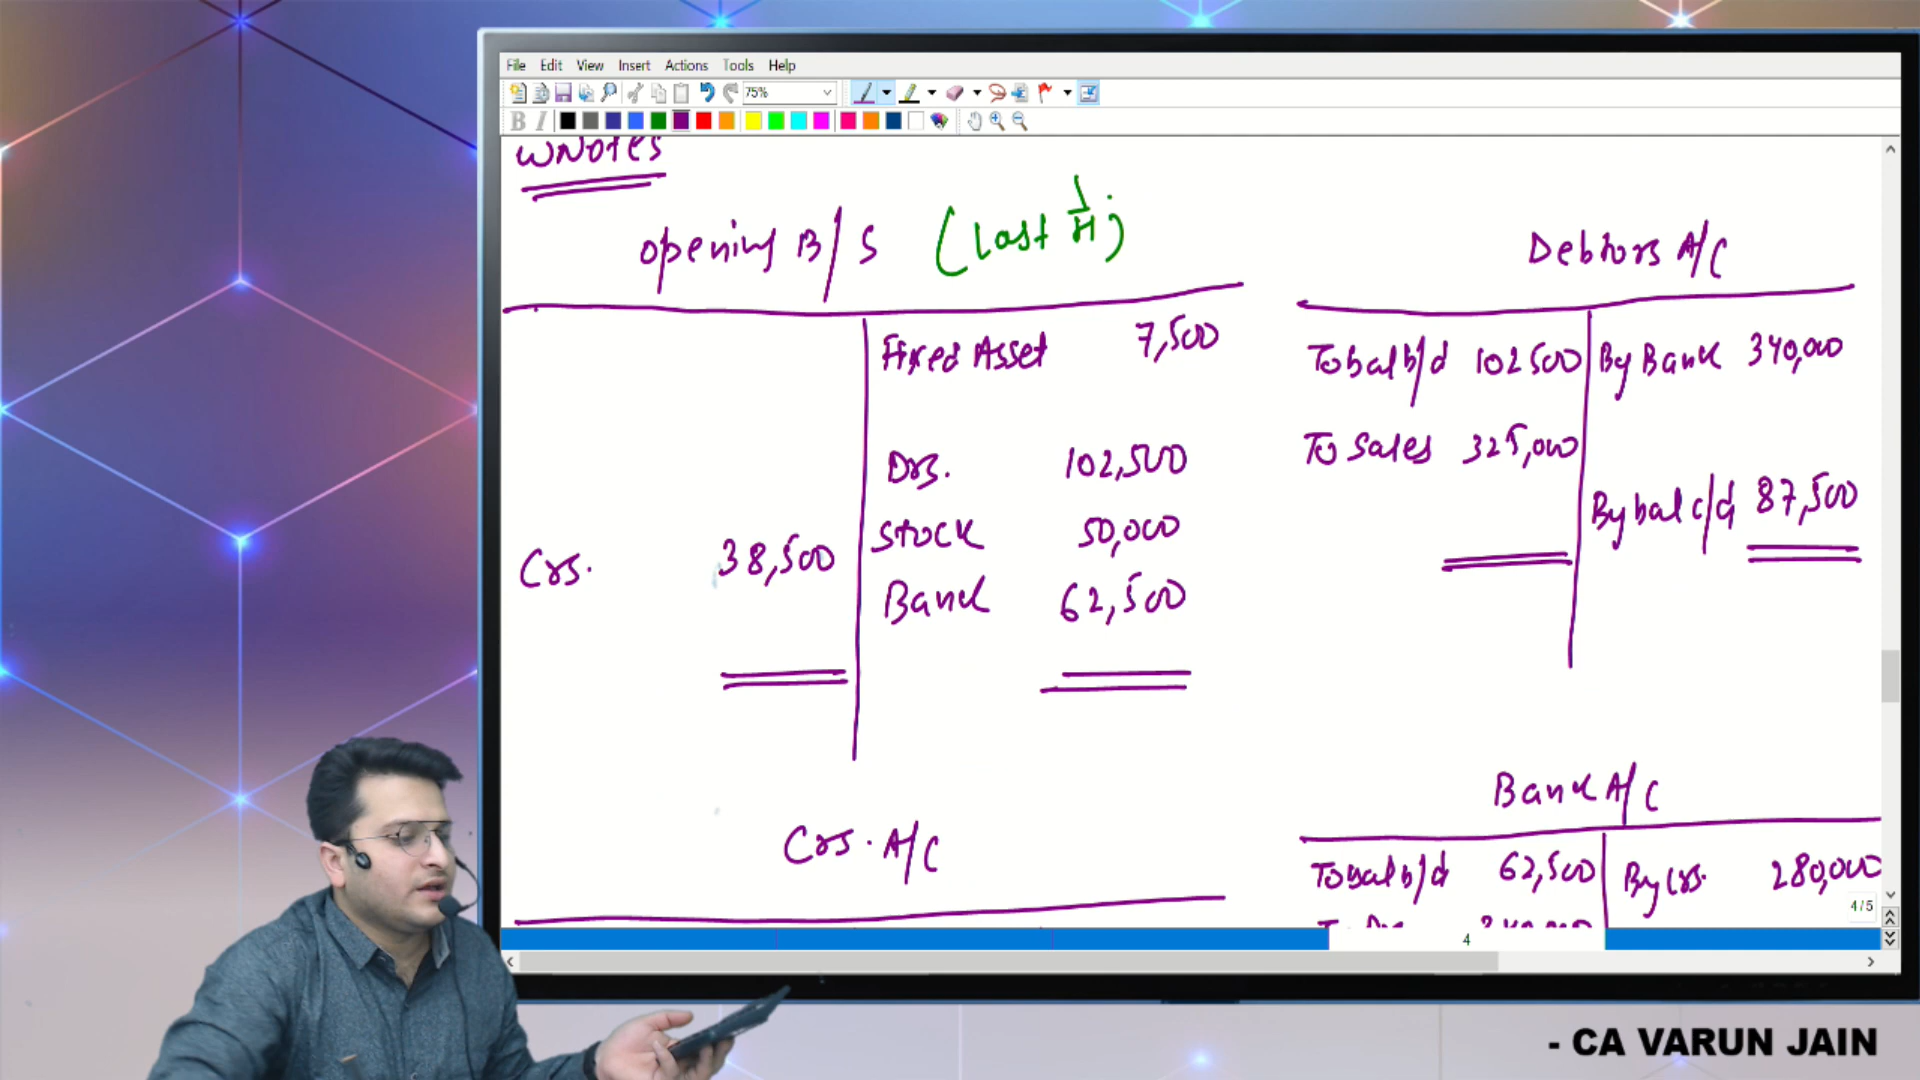 File Edit View Insert Actions Tools Help
75%
B I
WNotes
Opening B/S (Last
Debtors A/C
Fixed Asset 7,500
To bal b/d 102500 By Bank 340,000
Drs. 102,500
To Sales 325,000
Stock 50,000
By bal c/d 87,500
Crs. 38,500
Bank 62,500
Bank A/C
Crs. A/C
To bal b/d 62,500 By Crs. 280,000
4/5
4
- CA VARUN JAIN